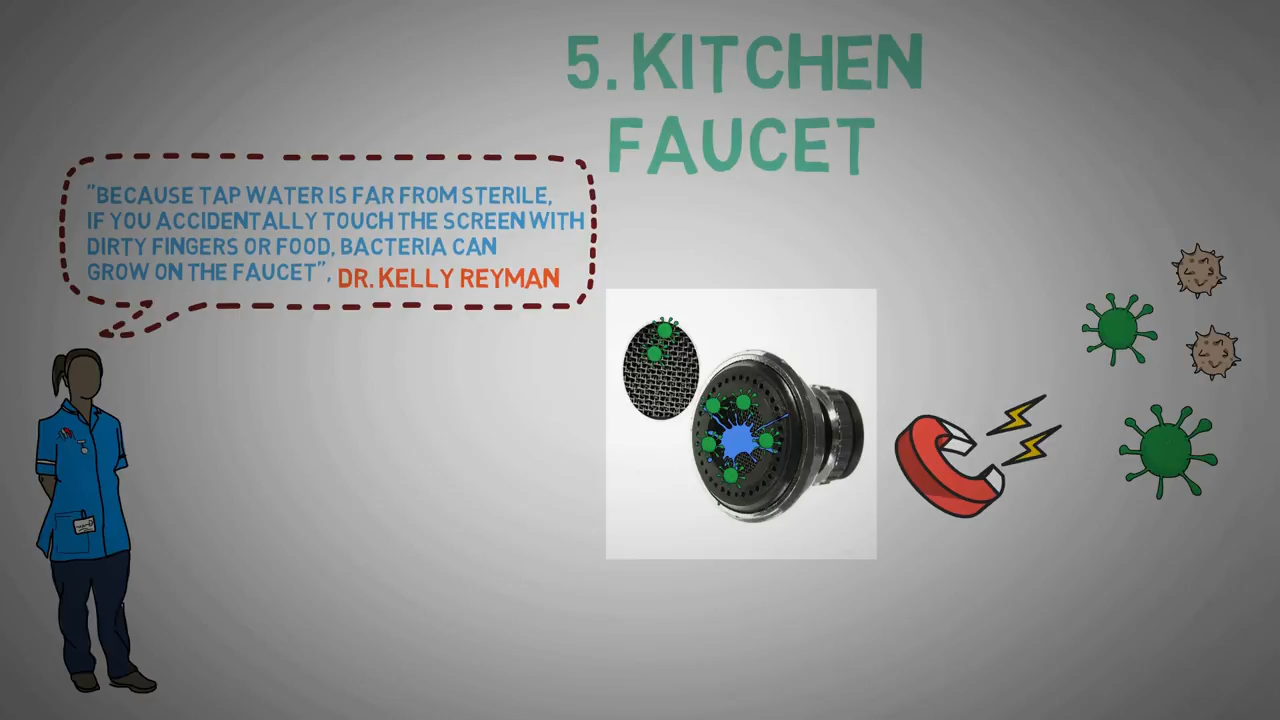 5. KITCHEN
FAUCET
"BECAUSE TAP WATER IS FAR FROM STERILE,
IF YOU ACCIDENTALLY TOUCH THE SCREEN WITH
DIRTY FINGERS OR FOOD, BACTERIA CAN
GROW ON THE FAUCET", DR. KELLY REYMAN